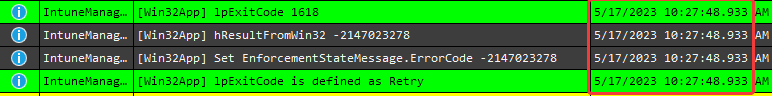 IntuneManag… [Win32App] lpExitCode 1618 5/17/2023 10:27:48.933 AM
IntuneManag… [Win32App] hResultFromWin32 -2147023278 5/17/2023 10:27:48.933 AM
IntuneManag… [Win32App] Set EnforcementStateMessage.ErrorCode -2147023278 5/17/2023 10:27:48.933 AM
IntuneManag… [Win32App] lpExitCode is defined as Retry 5/17/2023 10:27:48.933 AM